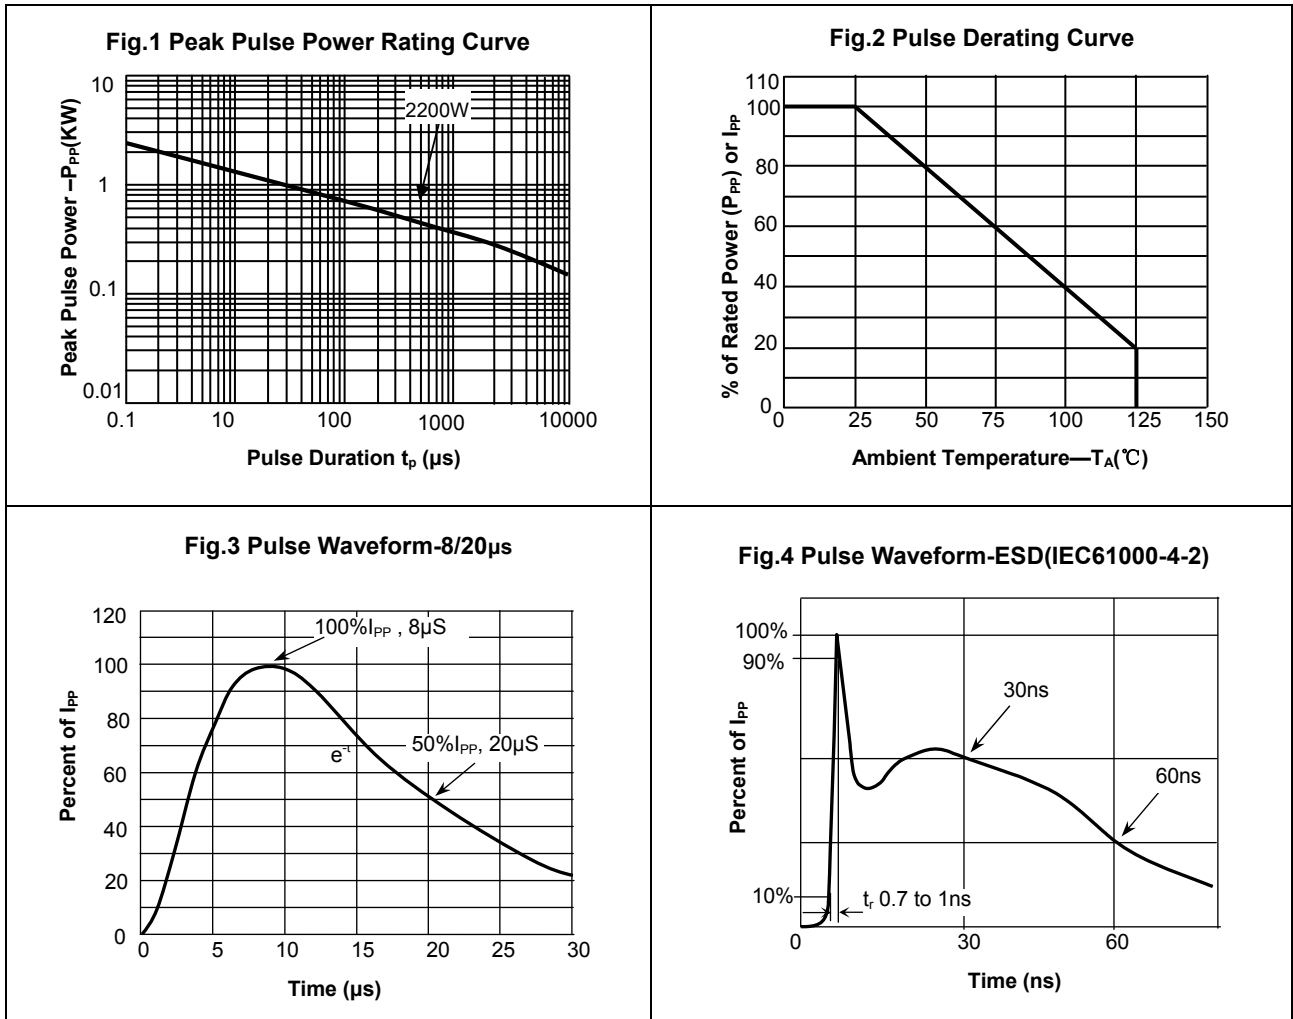 Fig.1 Peak Pulse Power Rating Curve
Peak Pulse Power –PPP(KW)
10
1
0.1
0.01
2200W
0.1 10 100 1000 10000
Pulse Duration tp (µs)
Fig.2 Pulse Derating Curve
% of Rated Power (PPP) or IPP
110
100
80
60
40
20
0
0 25 50 75 100 125 150
Ambient Temperature—TA(℃)
Fig.3 Pulse Waveform-8/20µs
Percent of IPP
120
100
80
60
40
20
0
100%IPP , 8µS
e-t
50%IPP, 20µS
0 5 10 15 20 25 30
Time (µs)
Fig.4 Pulse Waveform-ESD(IEC61000-4-2)
Percent of IPP
100%
90%
10%
30ns
60ns
tr 0.7 to 1ns
0 30 60
Time (ns)